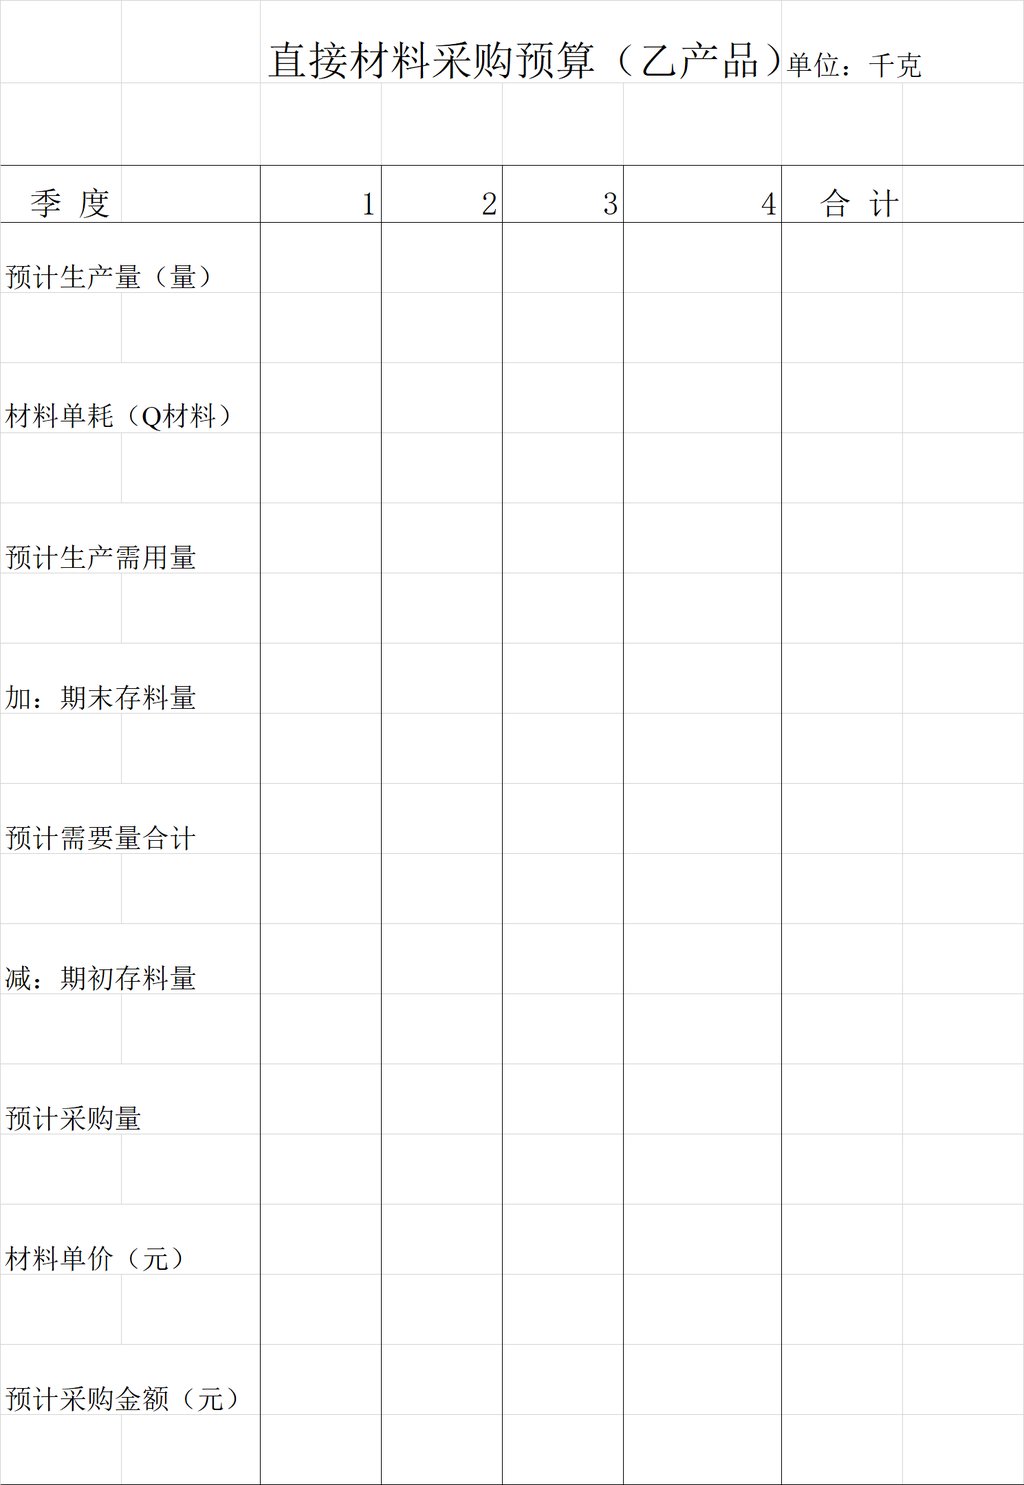 直接材料采购预算（乙产品）单位：千克
季 度 1 2 3 4 合 计
预计生产量（量）
材料单耗（Q材料）
预计生产需用量
加：期末存料量
预计需要量合计
减：期初存料量
预计采购量
材料单价（元）
预计采购金额（元）